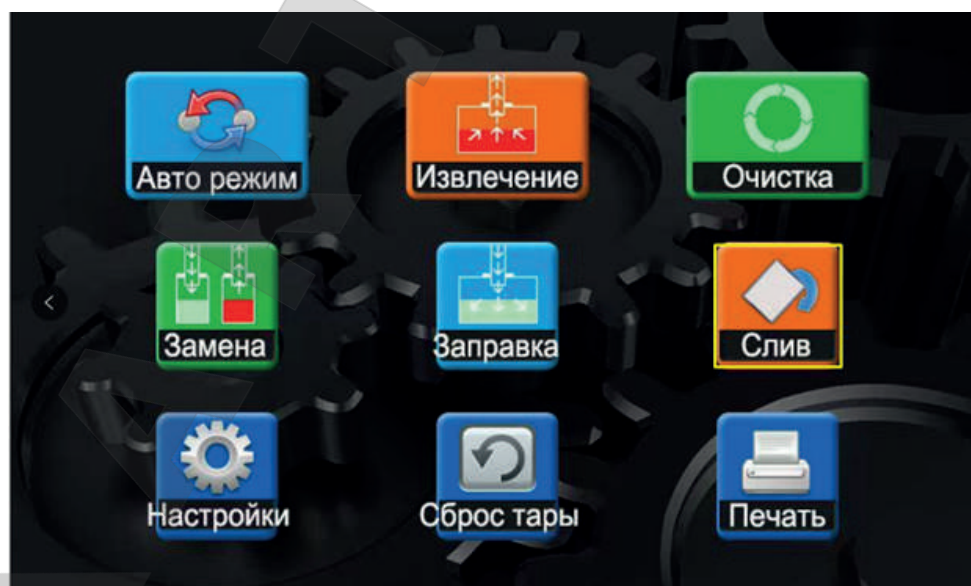 Авто режим
Извлечение
Очистка
Замена
Заправка
Слив
Настройки
Сброс тары
Печать